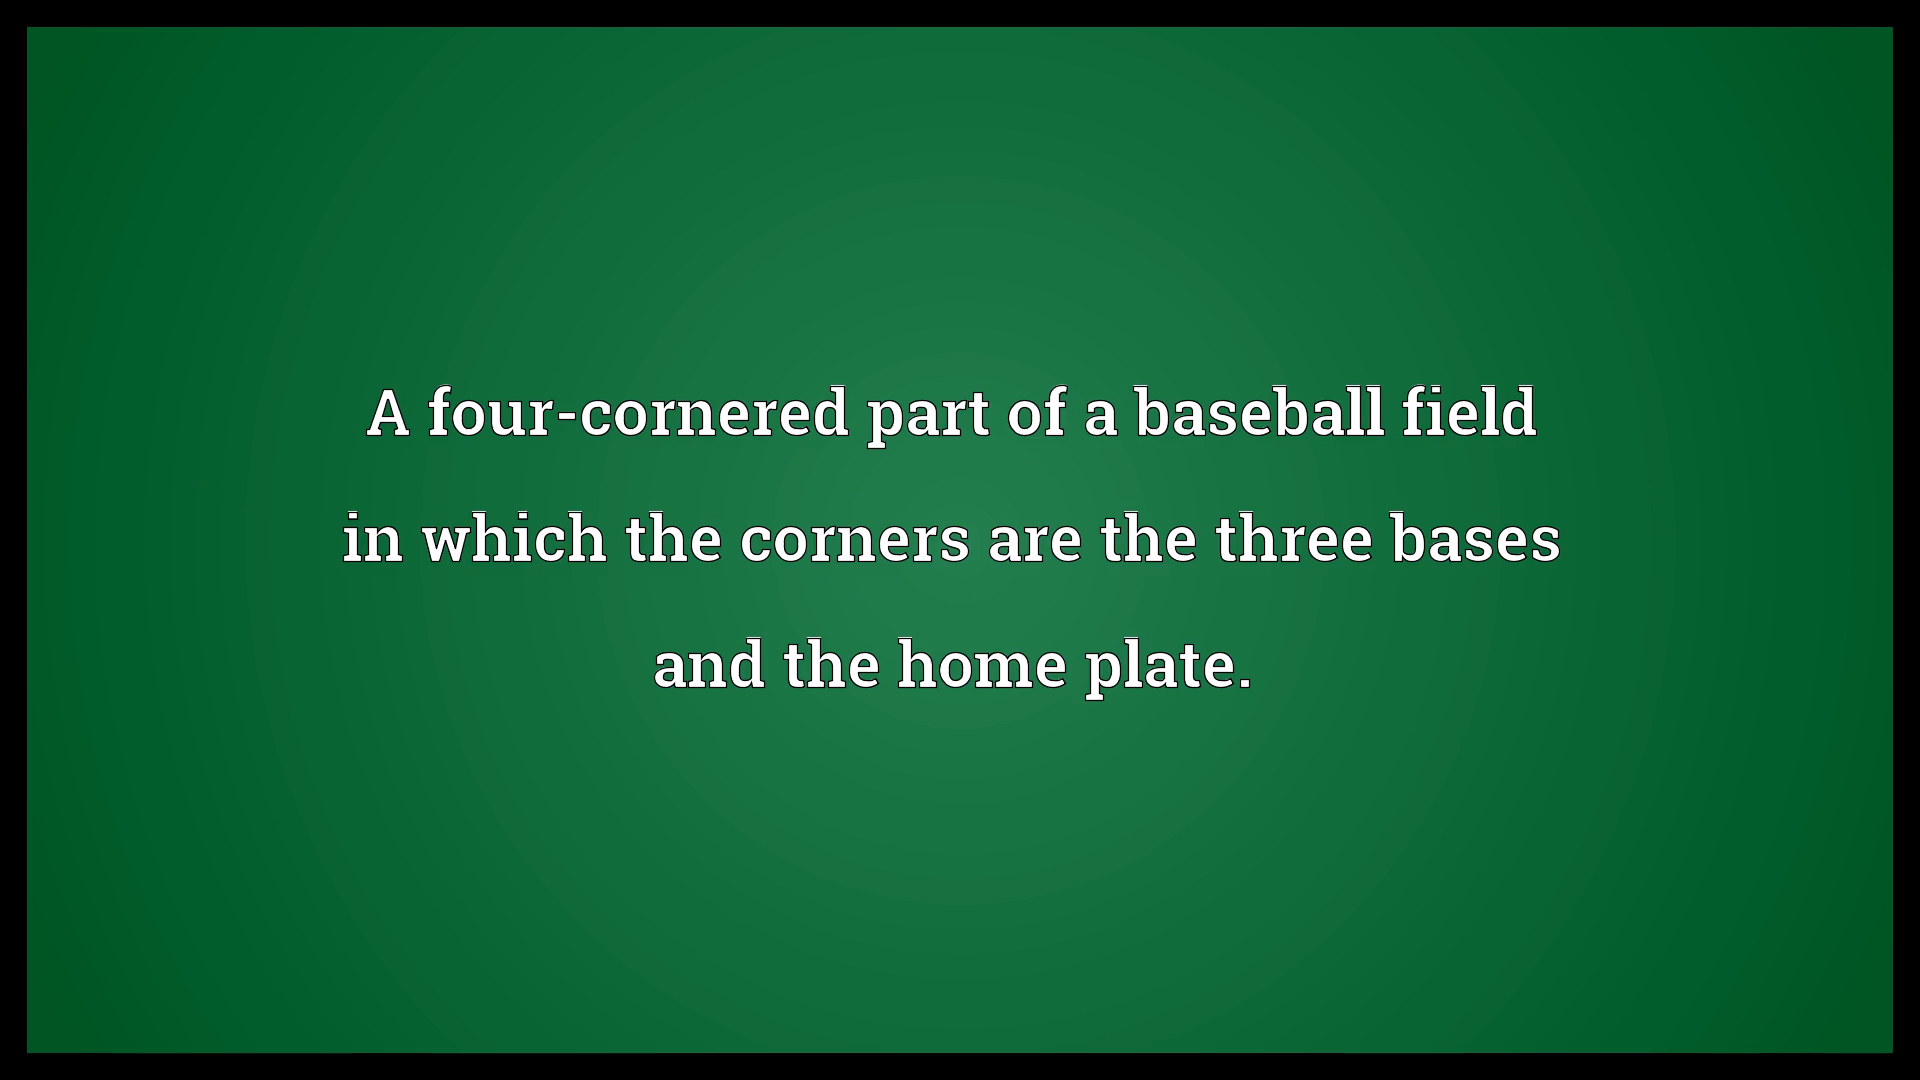 A four-cornered part of a baseball field
in which the corners are the three bases
and the home plate.